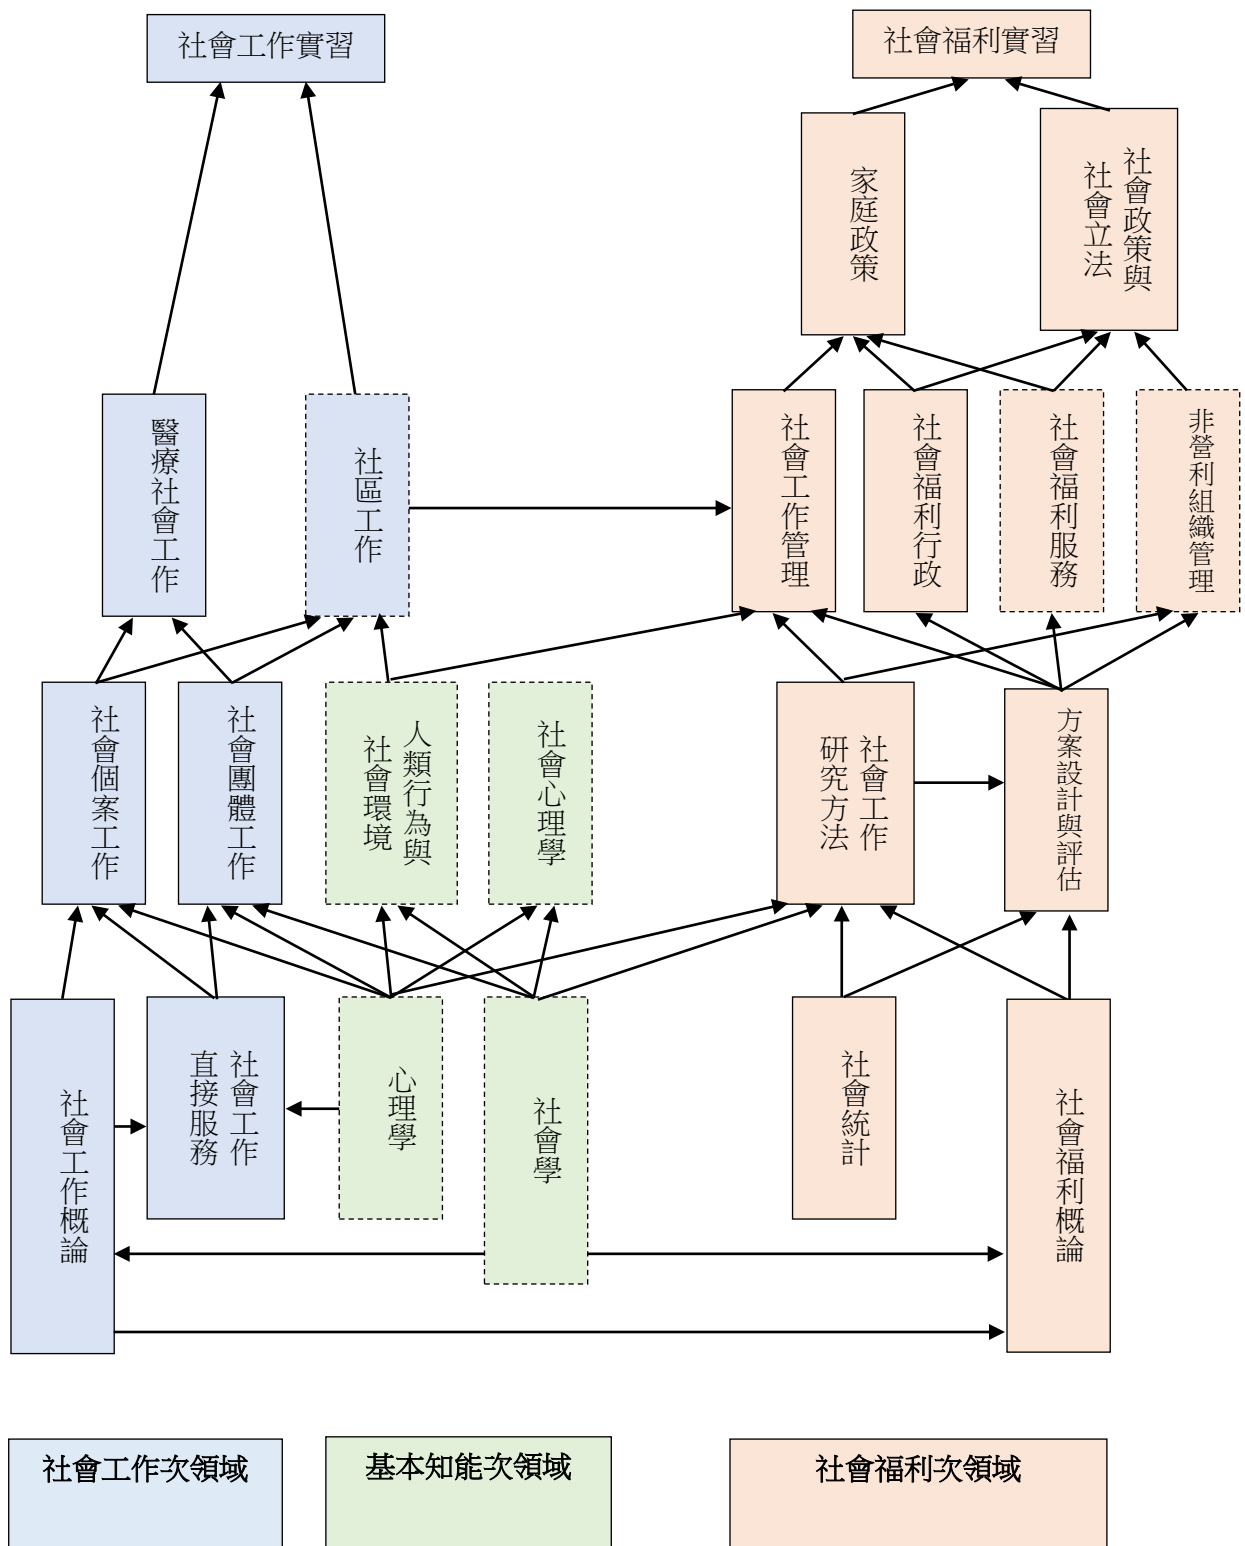 社會工作實習
社會福利實習
家庭政策
社會政策與
社會立法
醫療社會工作
社區工作
社會工作管理
社會福利行政
社會福利服務
非營利組織管理
社會個案工作
社會團體工作
人類行為與
社會環境
社會心理學
社會工作
研究方法
方案設計與評估
社會工作概論
社會工作
直接服務
心理學
社會學
社會統計
社會福利概論
社會工作次領域
基本知能次領域
社會福利次領域